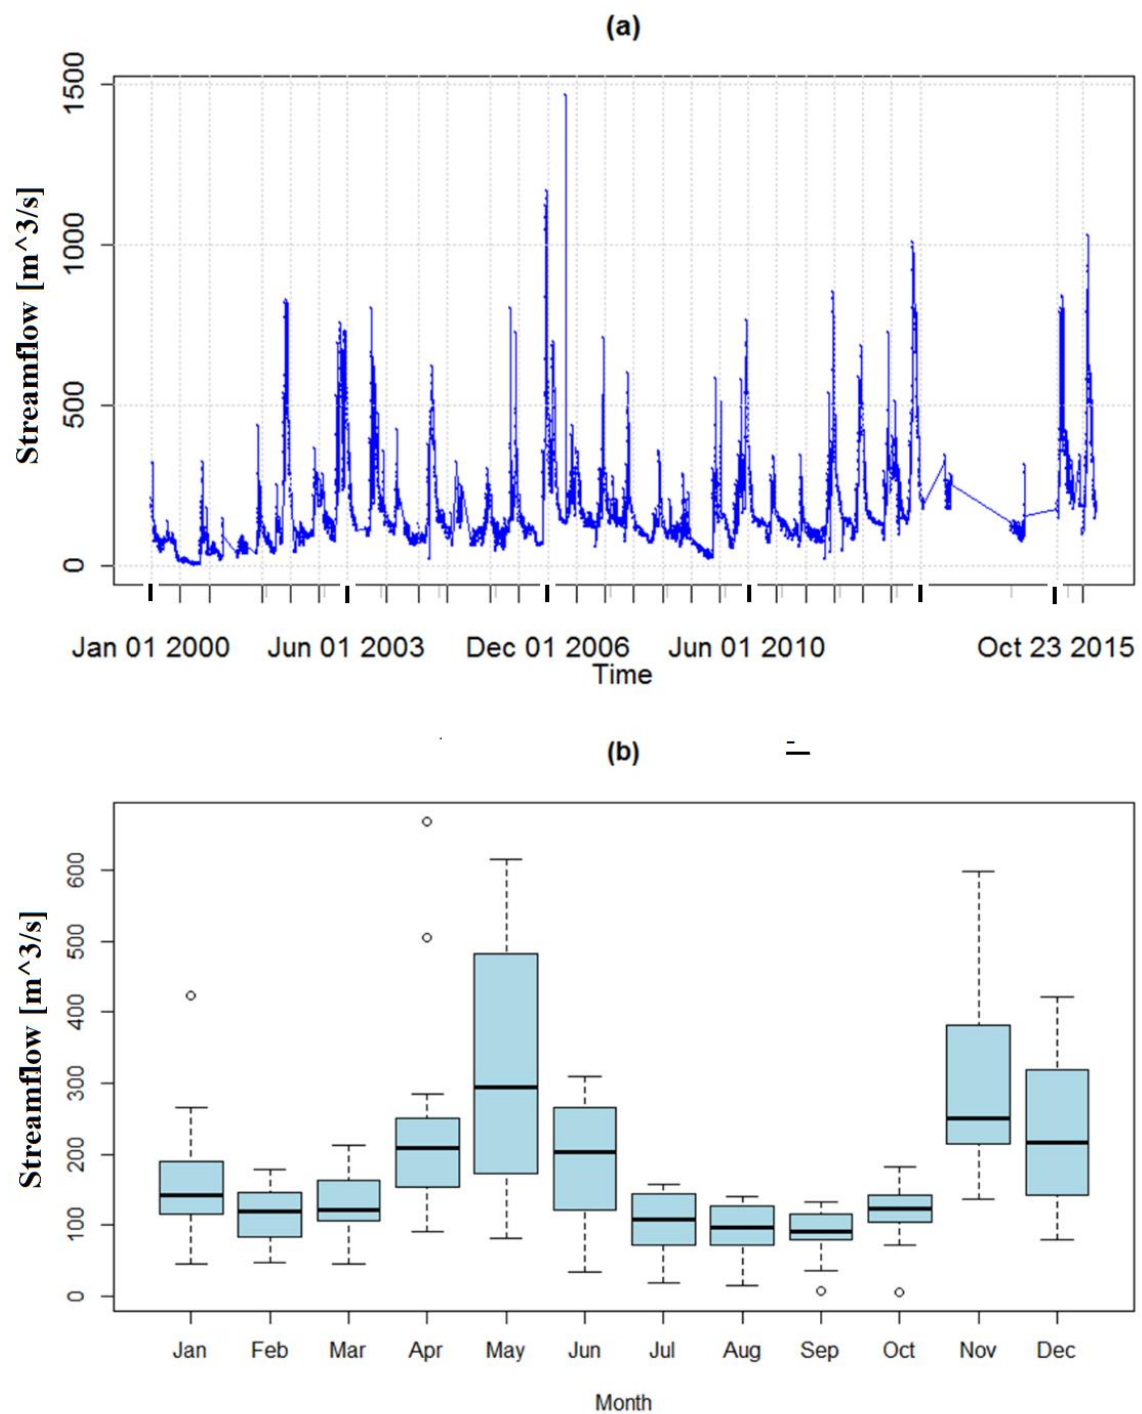 (a)
Streamflow [m^3/s]
1500
1000
500
0
Jan 01 2000 Jun 01 2003 Dec 01 2006 Jun 01 2010 Oct 23 2015
Time
(b)
Streamflow [m^3/s]
600
500
400
300
200
100
0
Jan Feb Mar Apr May Jun Jul Aug Sep Oct Nov Dec
Month